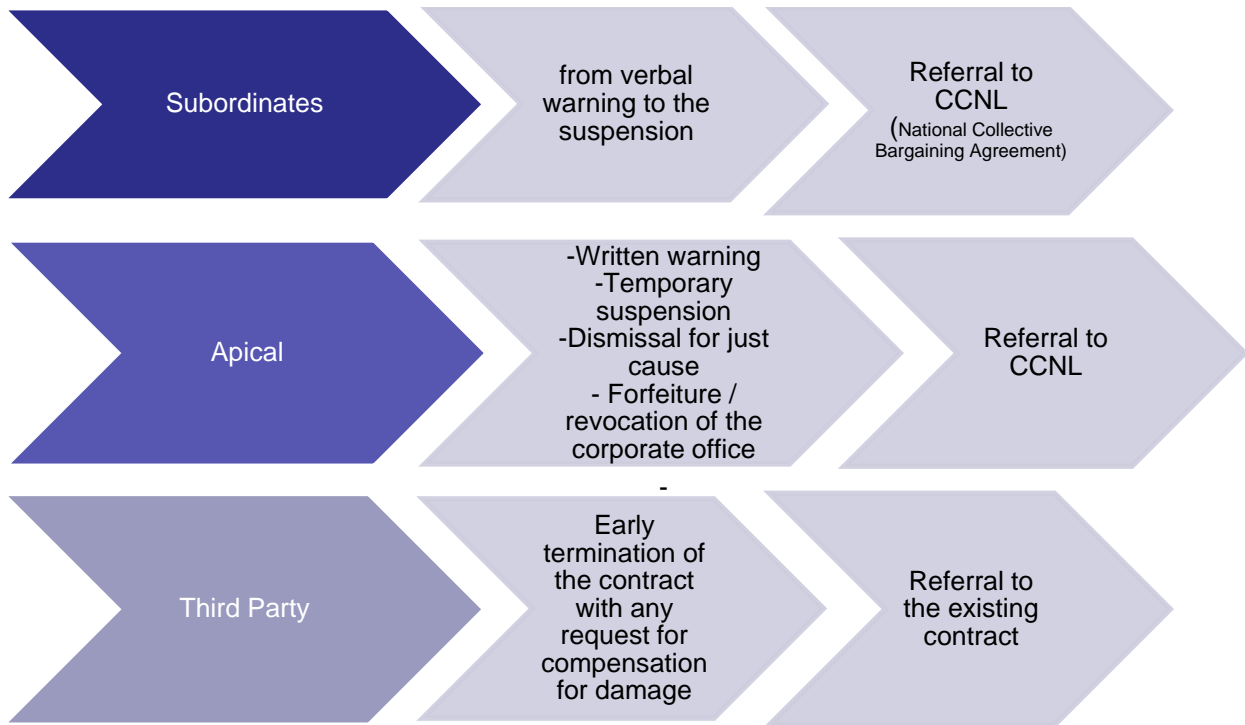 Subordinates
from verbal
warning to the
suspension
Referral to
CCNL
(National Collective
Bargaining Agreement)
Apical
-Written warning
-Temporary
suspension
-Dismissal for just
cause
- Forfeiture /
revocation of the
corporate office
-
Referral to
CCNL
Third Party
Early
termination of
the contract
with any
request for
compensation
for damage
Referral to
the existing
contract